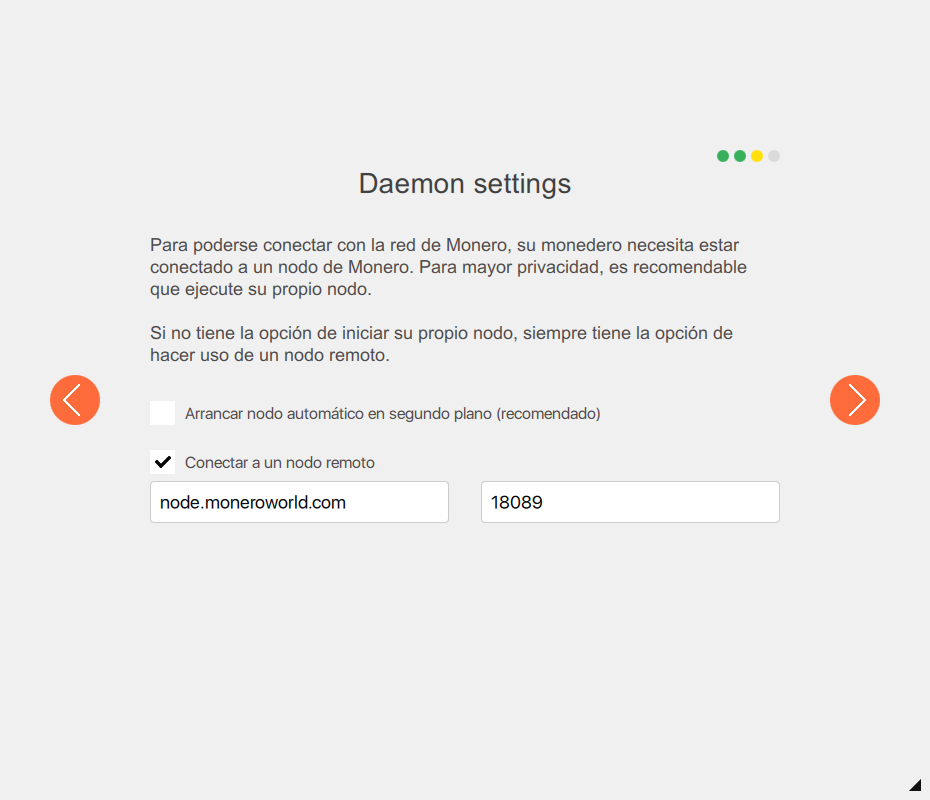 Daemon settings
Para poderse conectar con la red de Monero, su monedero necesita estar
conectado a un nodo de Monero. Para mayor privacidad, es recomendable
que ejecute su propio nodo.
Si no tiene la opción de iniciar su propio nodo, siempre tiene la opción de
hacer uso de un nodo remoto.
Arrancar nodo automático en segundo plano (recomendado)
Conectar a un nodo remoto
node.moneroworld.com
18089